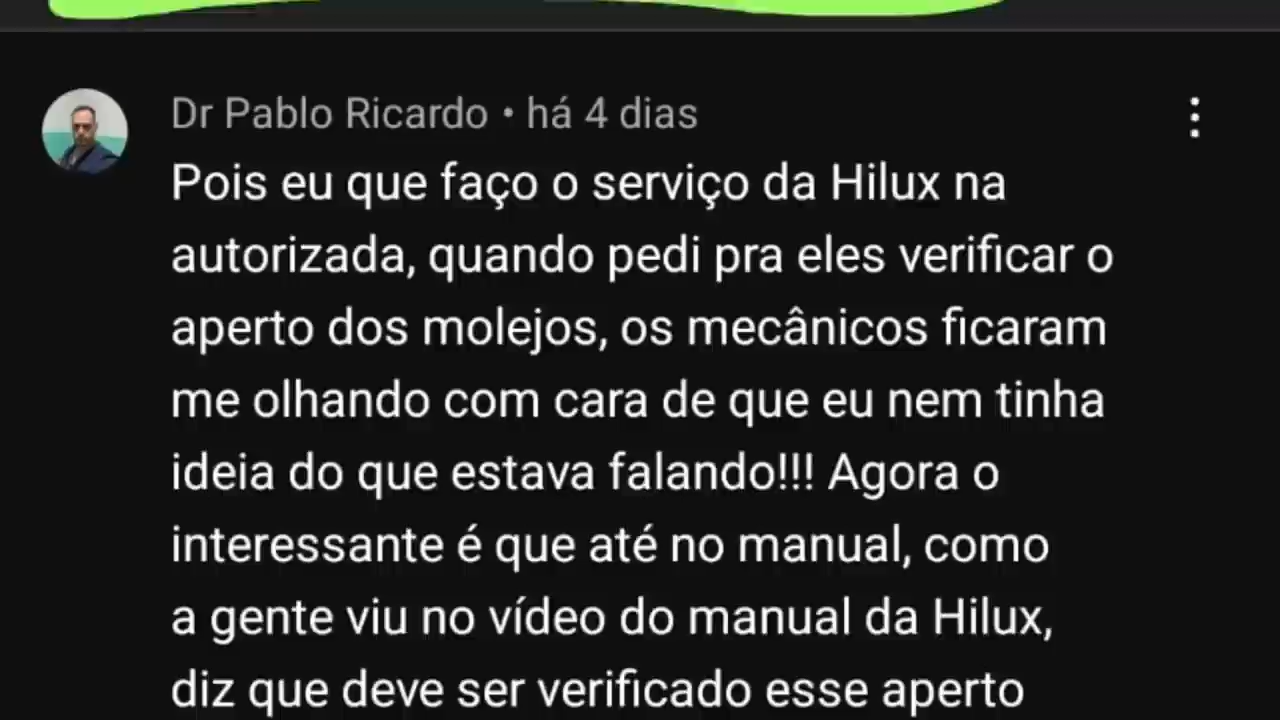 Dr Pablo Ricardo • há 4 dias
Pois eu que faço o serviço da Hilux na
autorizada, quando pedi pra eles verificar o
aperto dos molejos, os mecânicos ficaram
me olhando com cara de que eu nem tinha
ideia do que estava falando!!! Agora o
interessante é que até no manual, como
a gente viu no vídeo do manual da Hilux,
diz que deve ser verificado esse aperto